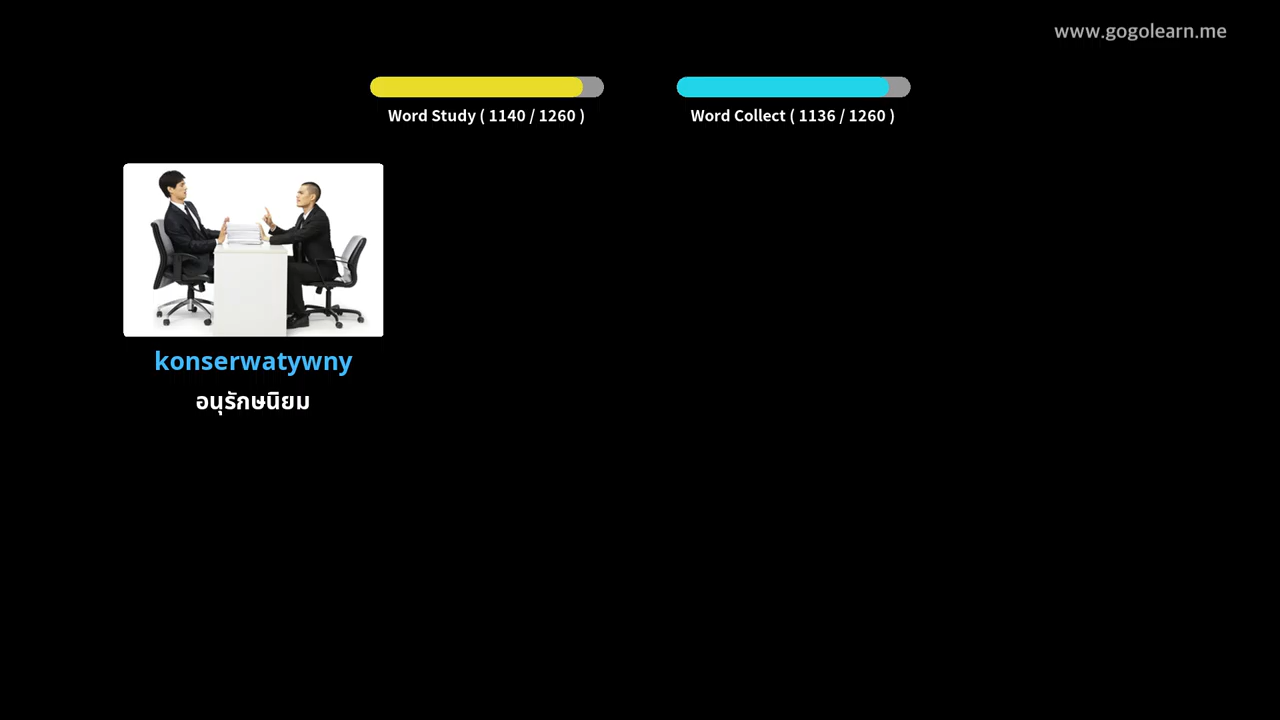 www.gogolearn.me
Word Study ( 1140 / 1260 )
Word Collect ( 1136 / 1260 )
konserwatywny
อนุรักษนิยม